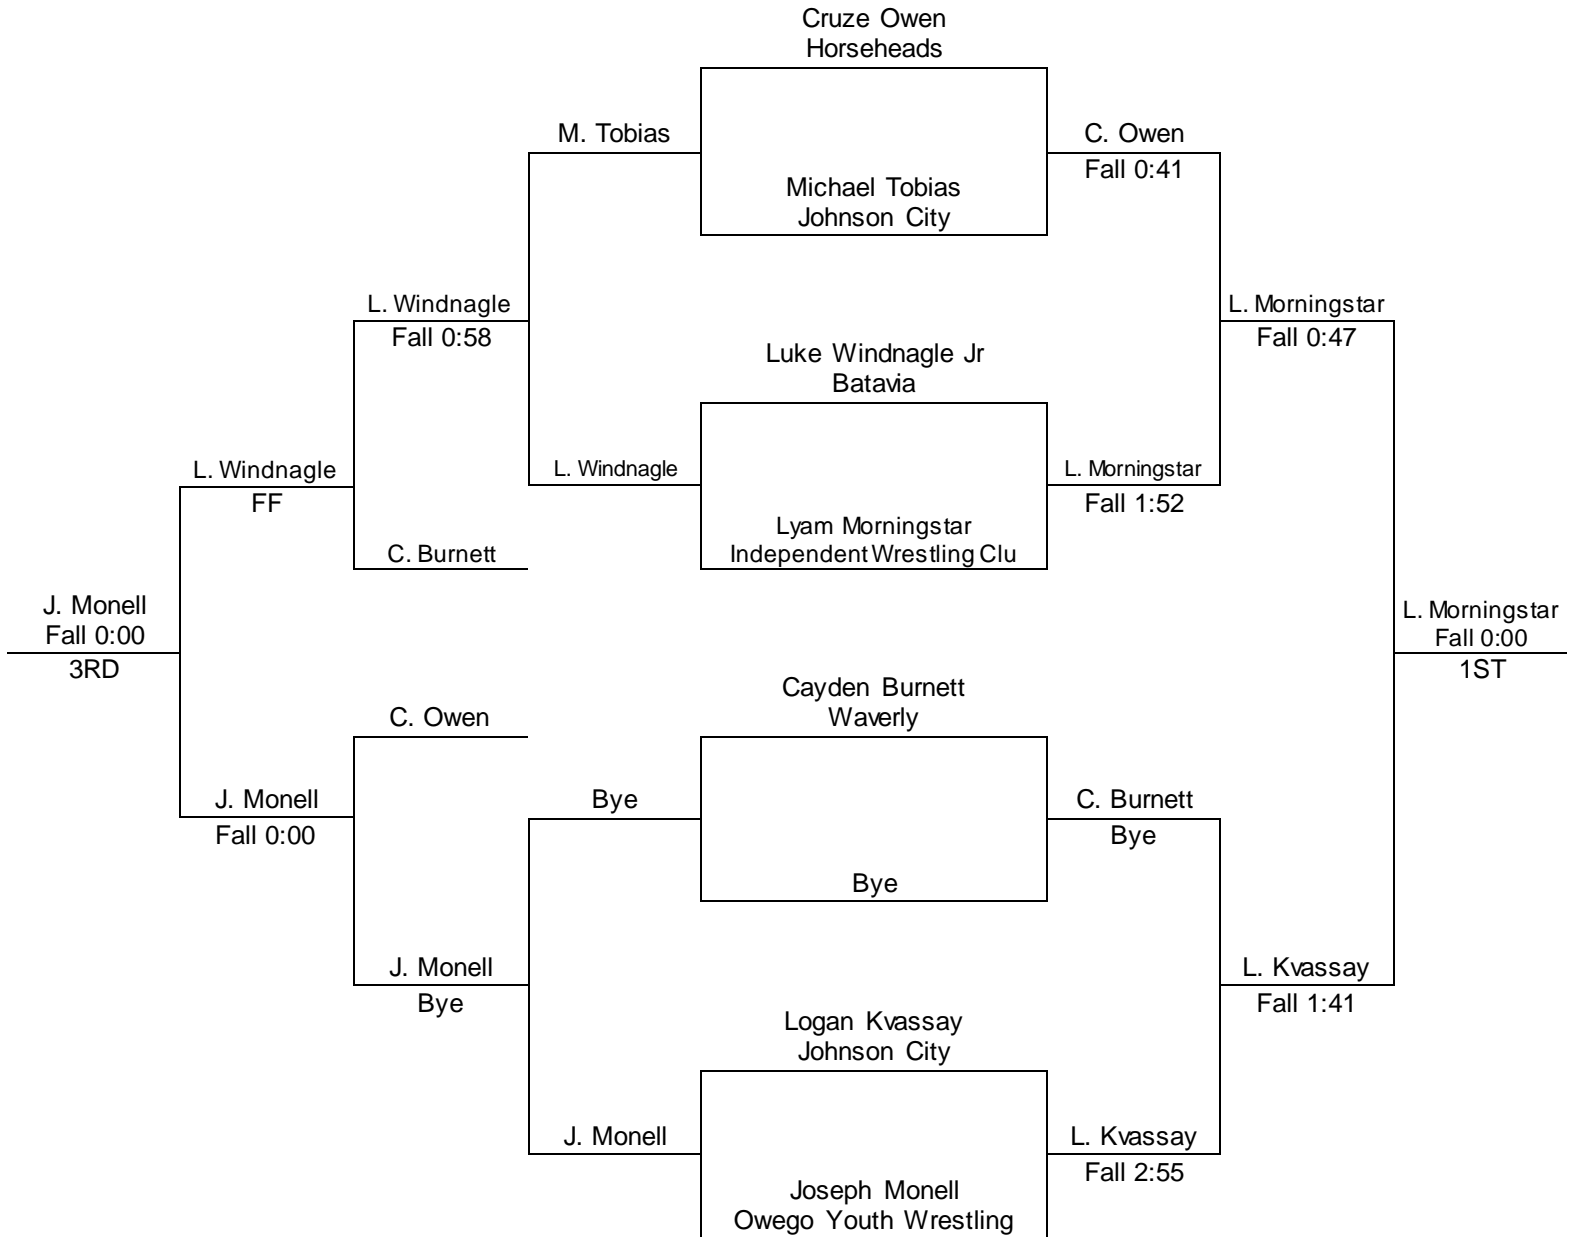 Cruze Owen
Horseheads
M. Tobias
C. Owen
Fall 0:41
Michael Tobias
Johnson City
L. Windnagle
Fall 0:58
L. Morningstar
Fall 0:47
Luke Windnagle Jr
Batavia
L. Windnagle
FF
L. Windnagle
L. Morningstar
Fall 1:52
Lyam Morningstar
Independent Wrestling Clu
C. Burnett
J. Monell
Fall 0:00
3RD
L. Morningstar
Fall 0:00
1ST
Cayden Burnett
Waverly
C. Owen
J. Monell
Fall 0:00
Bye
C. Burnett
Bye
Bye
J. Monell
Bye
L. Kvassay
Fall 1:41
Logan Kvassay
Johnson City
J. Monell
L. Kvassay
Fall 2:55
Joseph Monell
Owego Youth Wrestling